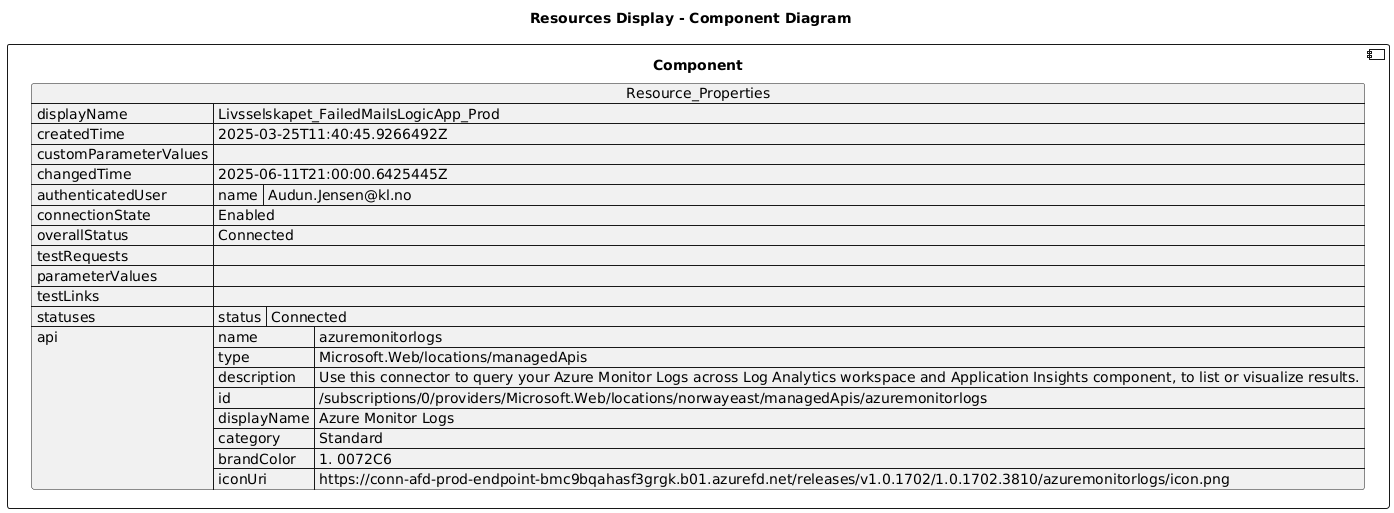 Resources Display - Component Diagram
Component
Resource_Properties
displayName Livsselskapet_FailedMailsLogicApp_Prod
createdTime 2025-03-25T11:40:45.9266492Z
customParameterValues
changedTime 2025-06-11T21:00:00.6425445Z
authenticatedUser name Audun.Jensen@kl.no
connectionState Enabled
overallStatus Connected
testRequests
parameterValues
testLinks
statuses status Connected
api name azuremonitorlogs
type Microsoft.Web/locations/managedApis
description Use this connector to query your Azure Monitor Logs across Log Analytics workspace and Application Insights component, to list or visualize results.
id /subscriptions/0/providers/Microsoft.Web/locations/norwayeast/managedApis/azuremonitorlogs
displayName Azure Monitor Logs
category Standard
brandColor 1. 0072C6
iconUri https://conn-afd-prod-endpoint-bmc9bqahasf3grgk.b01.azurefd.net/releases/v1.0.1702/1.0.1702.3810/azuremonitorlogs/icon.png